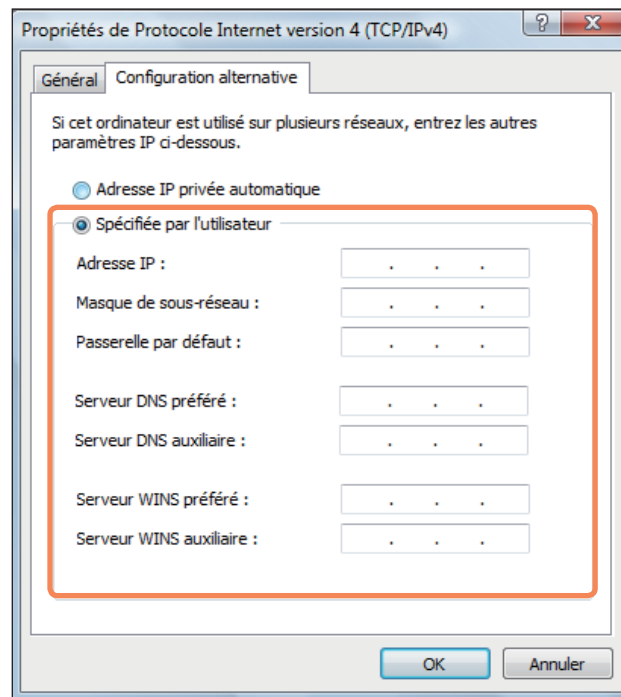 Propriétés de Protocole Internet version 4 (TCP/IPv4)
?
Général
Configuration alternative
Si cet ordinateur est utilisé sur plusieurs réseaux, entrez les autres
paramètres IP ci-dessous.
Adresse IP privée automatique
Spécifiée par l'utilisateur
Adresse IP :
Masque de sous-réseau :
Passerelle par défaut :
Serveur DNS préféré :
Serveur DNS auxiliaire :
Serveur WINS préféré :
Serveur WINS auxiliaire :
OK
Annuler